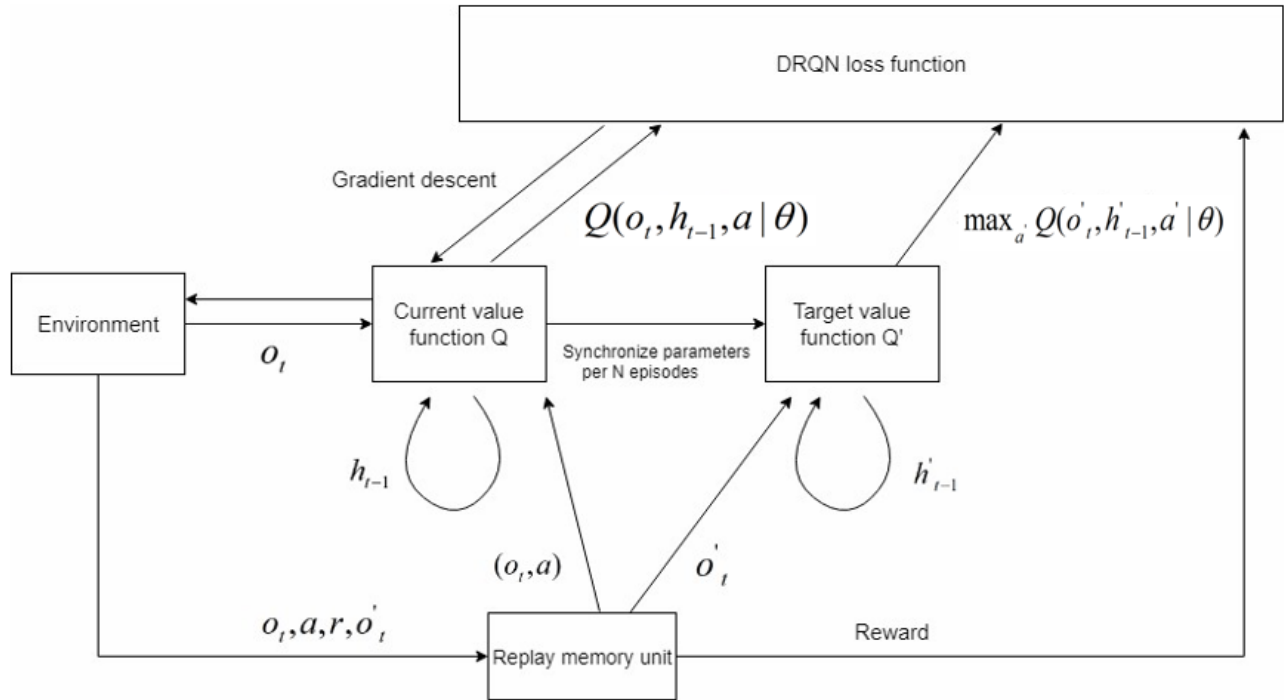 DRQN loss function
Gradient descent
Q(o_t, h_{t-1}, a | θ)
max_{a'} Q(o'_t, h'_{t-1}, a' | θ)
Environment
o_t
Current value
function Q
Synchronize parameters
per N episodes
Target value
function Q'
h_{t-1}
h'_{t-1}
(o_t, a)
o'_t
o_t, a, r, o'_t
Replay memory unit
Reward